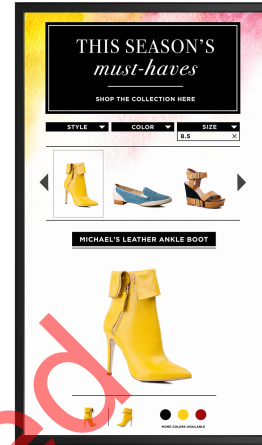 THIS SEASON'S
must-haves
SHOP THE COLLECTION HERE
STYLE COLOR SIZE
8.5 ×
MICHAEL'S LEATHER ANKLE BOOT
MORE COLORS AVAILABLE